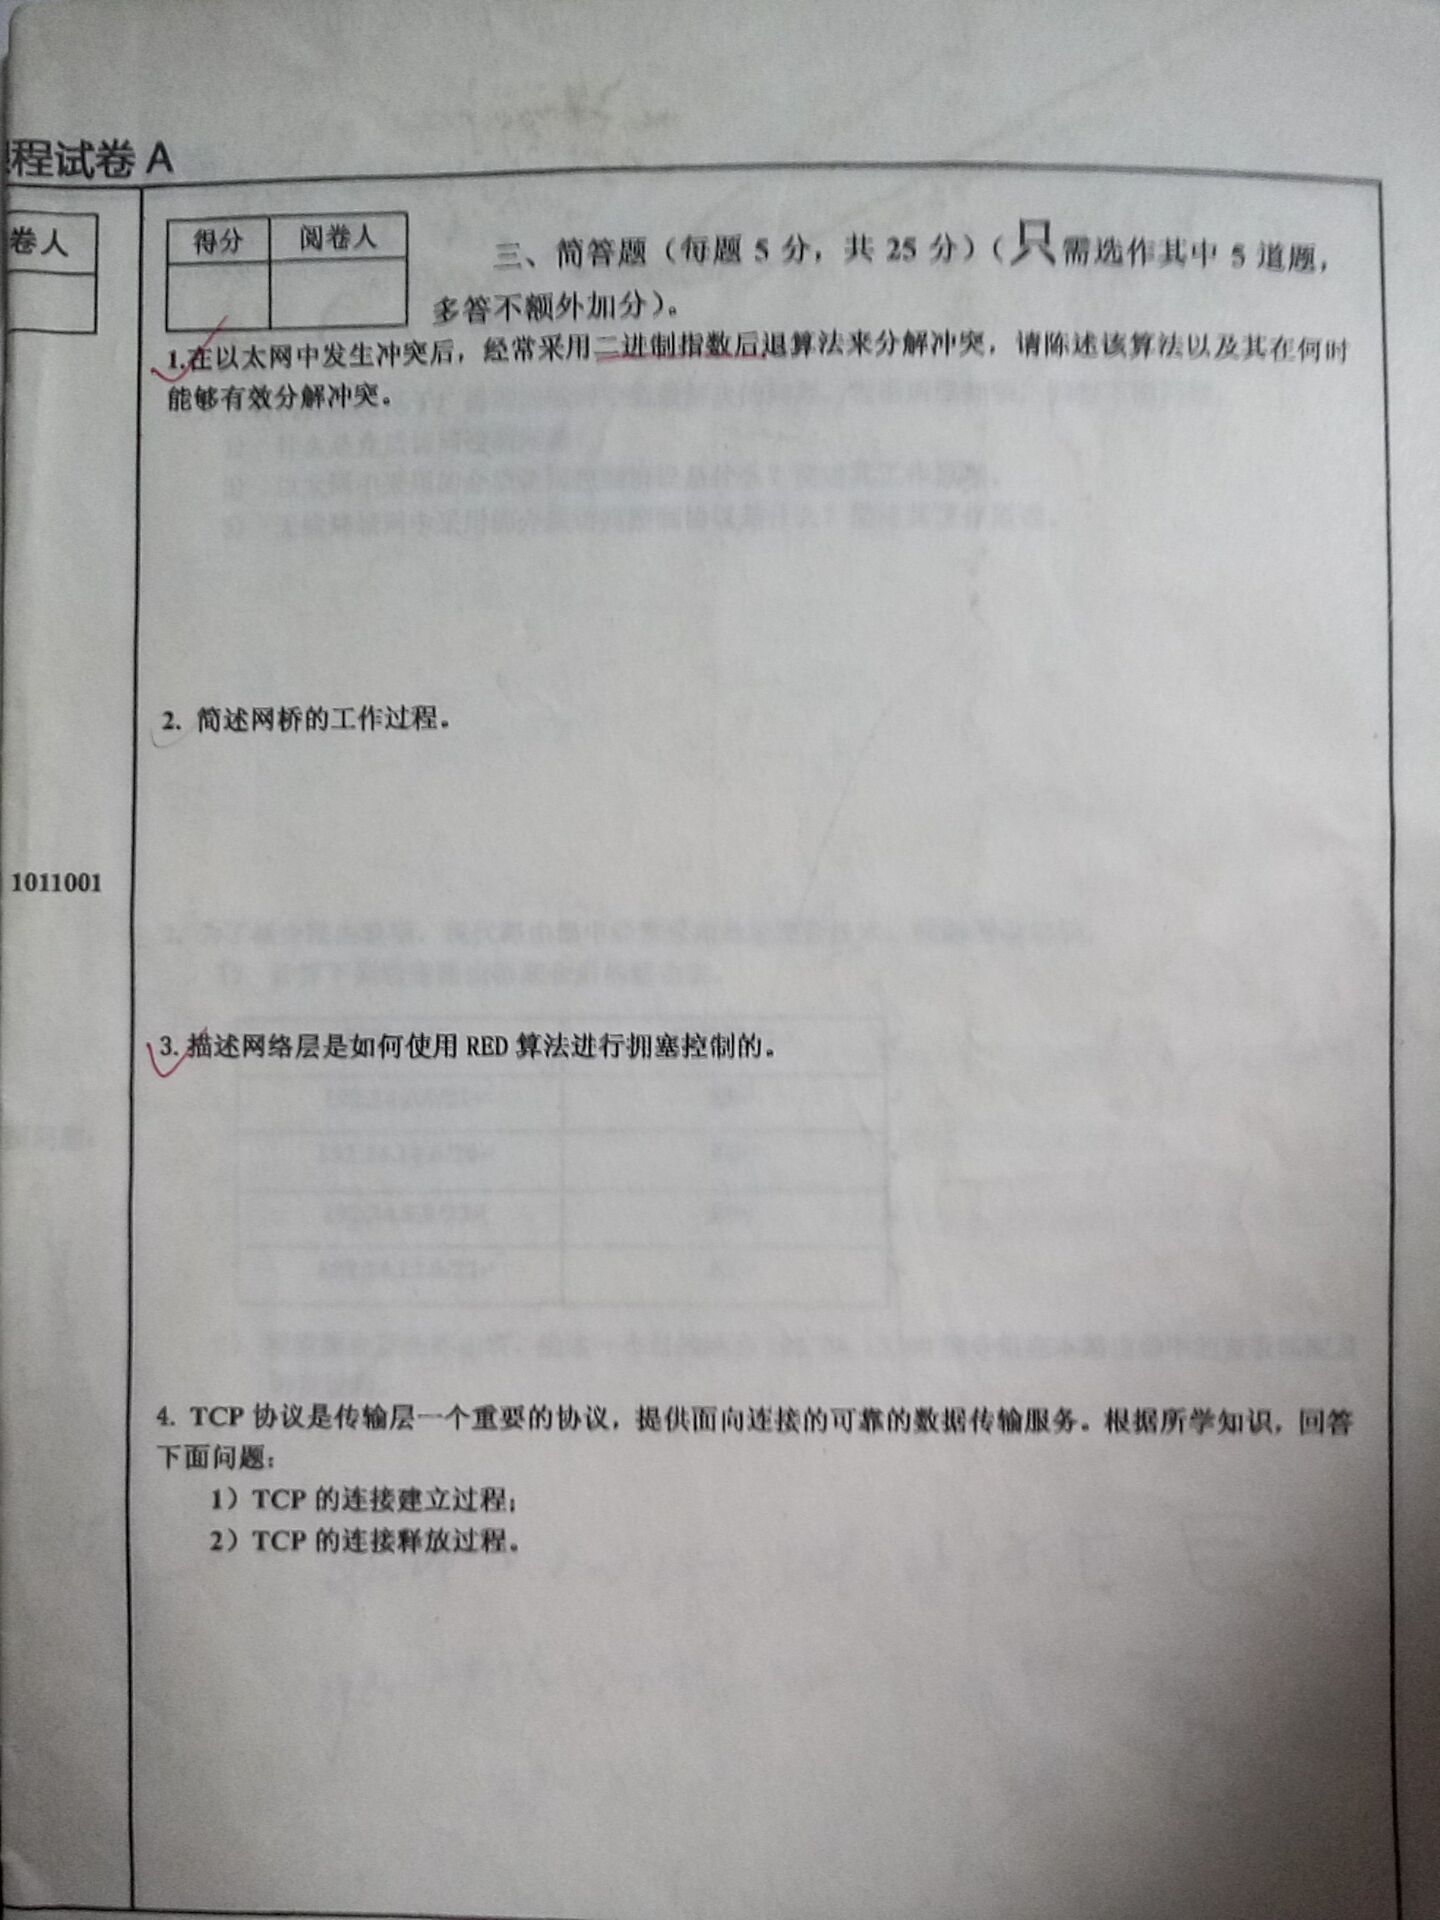 程试卷 A
卷人
得分 阅卷人
三、简答题（每题 5 分，共 25 分）（只需选作其中 5 道题，
多答不额外加分）。
1.在以太网中发生冲突后，经常采用二进制指数后退算法来分解冲突，请陈述该算法以及其在何时
能够有效分解冲突。
2. 简述网桥的工作过程。
1011001
3. 描述网络层是如何使用 RED 算法进行拥塞控制的。
4. TCP 协议是传输层一个重要的协议，提供面向连接的可靠的数据传输服务。根据所学知识，回答
下面问题：
1）TCP 的连接建立过程；
2）TCP 的连接释放过程。